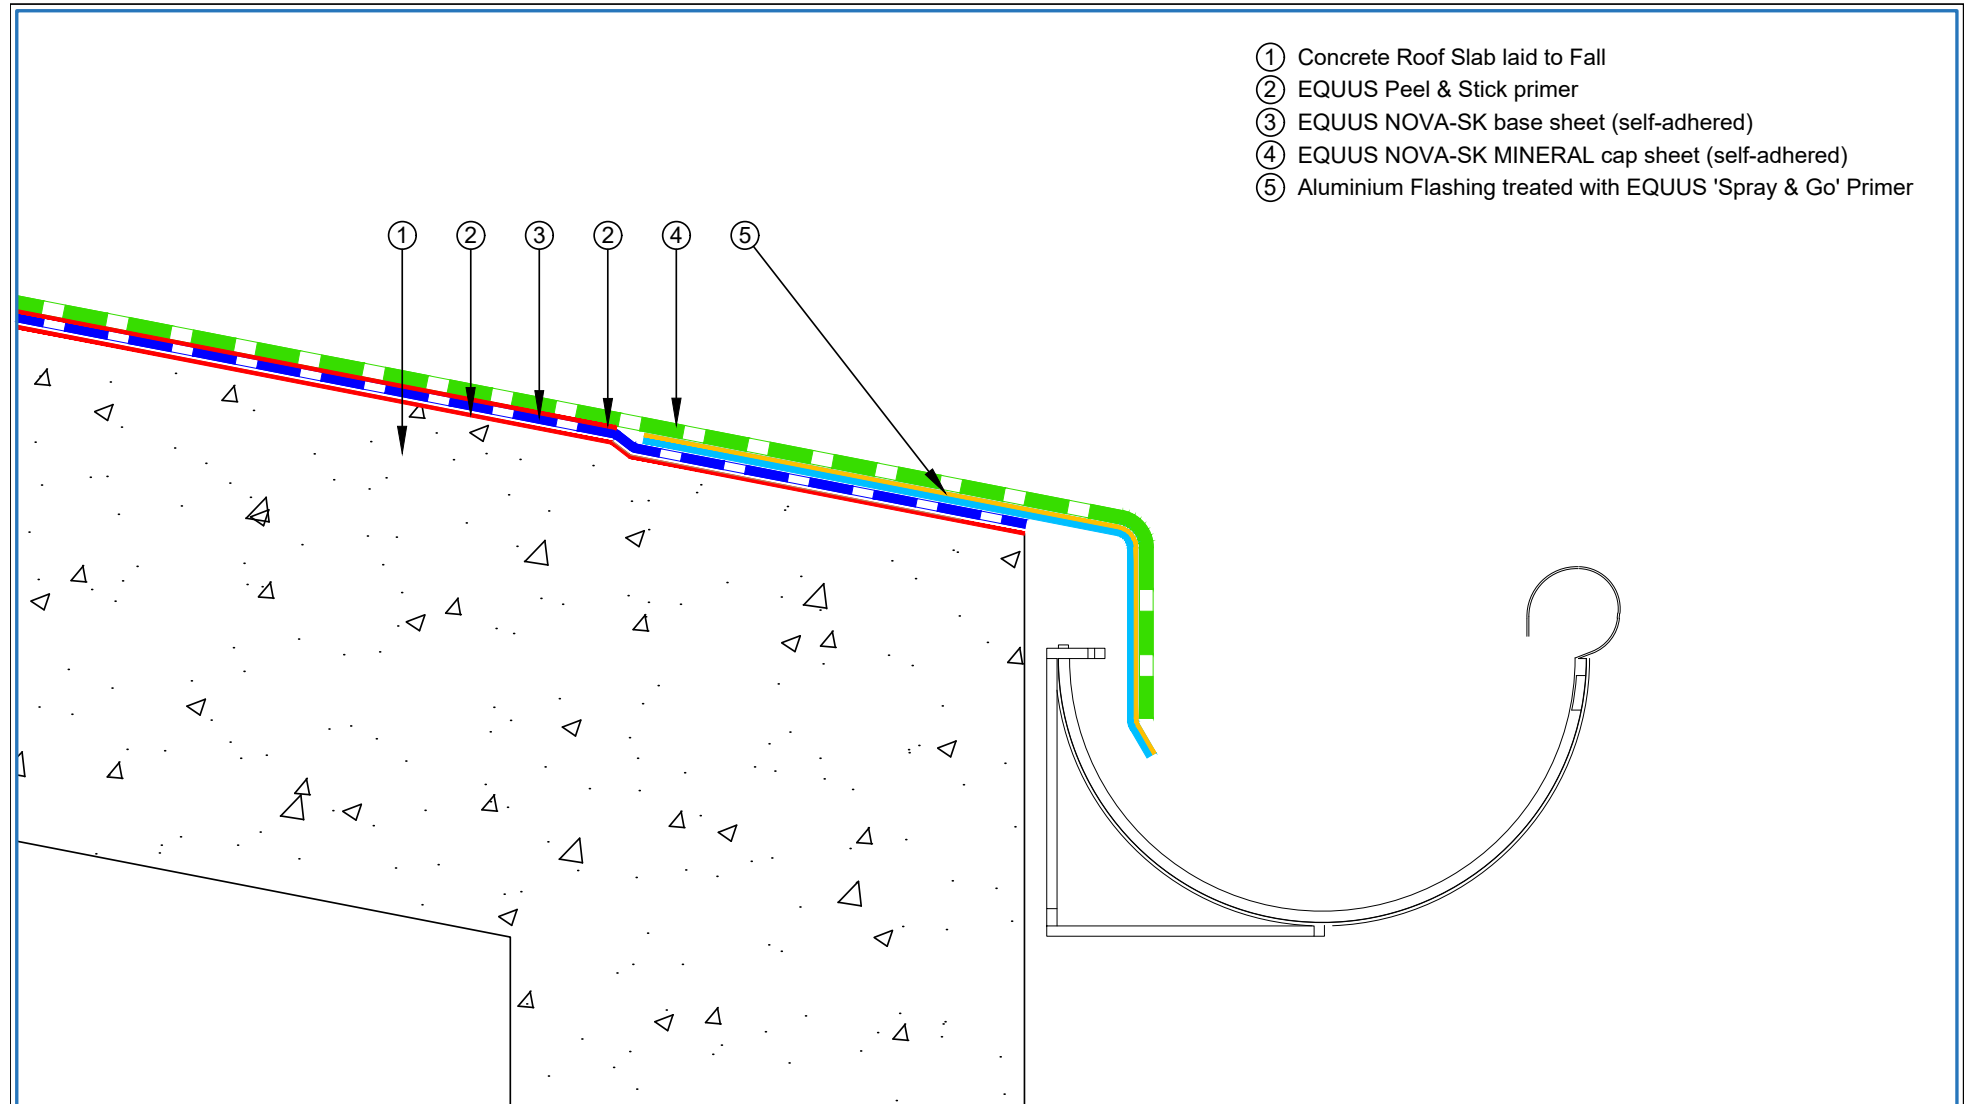 ① Concrete Roof Slab laid to Fall
② EQUUS Peel & Stick primer
③ EQUUS NOVA-SK base sheet (self-adhered)
④ EQUUS NOVA-SK MINERAL cap sheet (self-adhered)
⑤ Aluminium Flashing treated with EQUUS 'Spray & Go' Primer
① ② ③ ② ④ ⑤